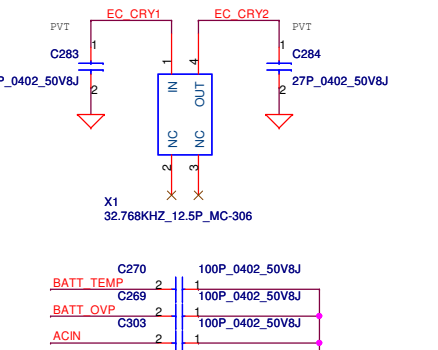 EC_CRY1 EC_CRY2
PVT PVT
1 1
C283 C284
1 4
P_0402_50V8J 27P_0402_50V8J
2 2
IN OUT
NC NC
2 3
X1
32.768KHZ_12.5P_MC-306
C270 100P_0402_50V8J
BATT_TEMP 2 1
C269 100P_0402_50V8J
BATT_OVP 2 1
C303 100P_0402_50V8J
ACIN 2 1